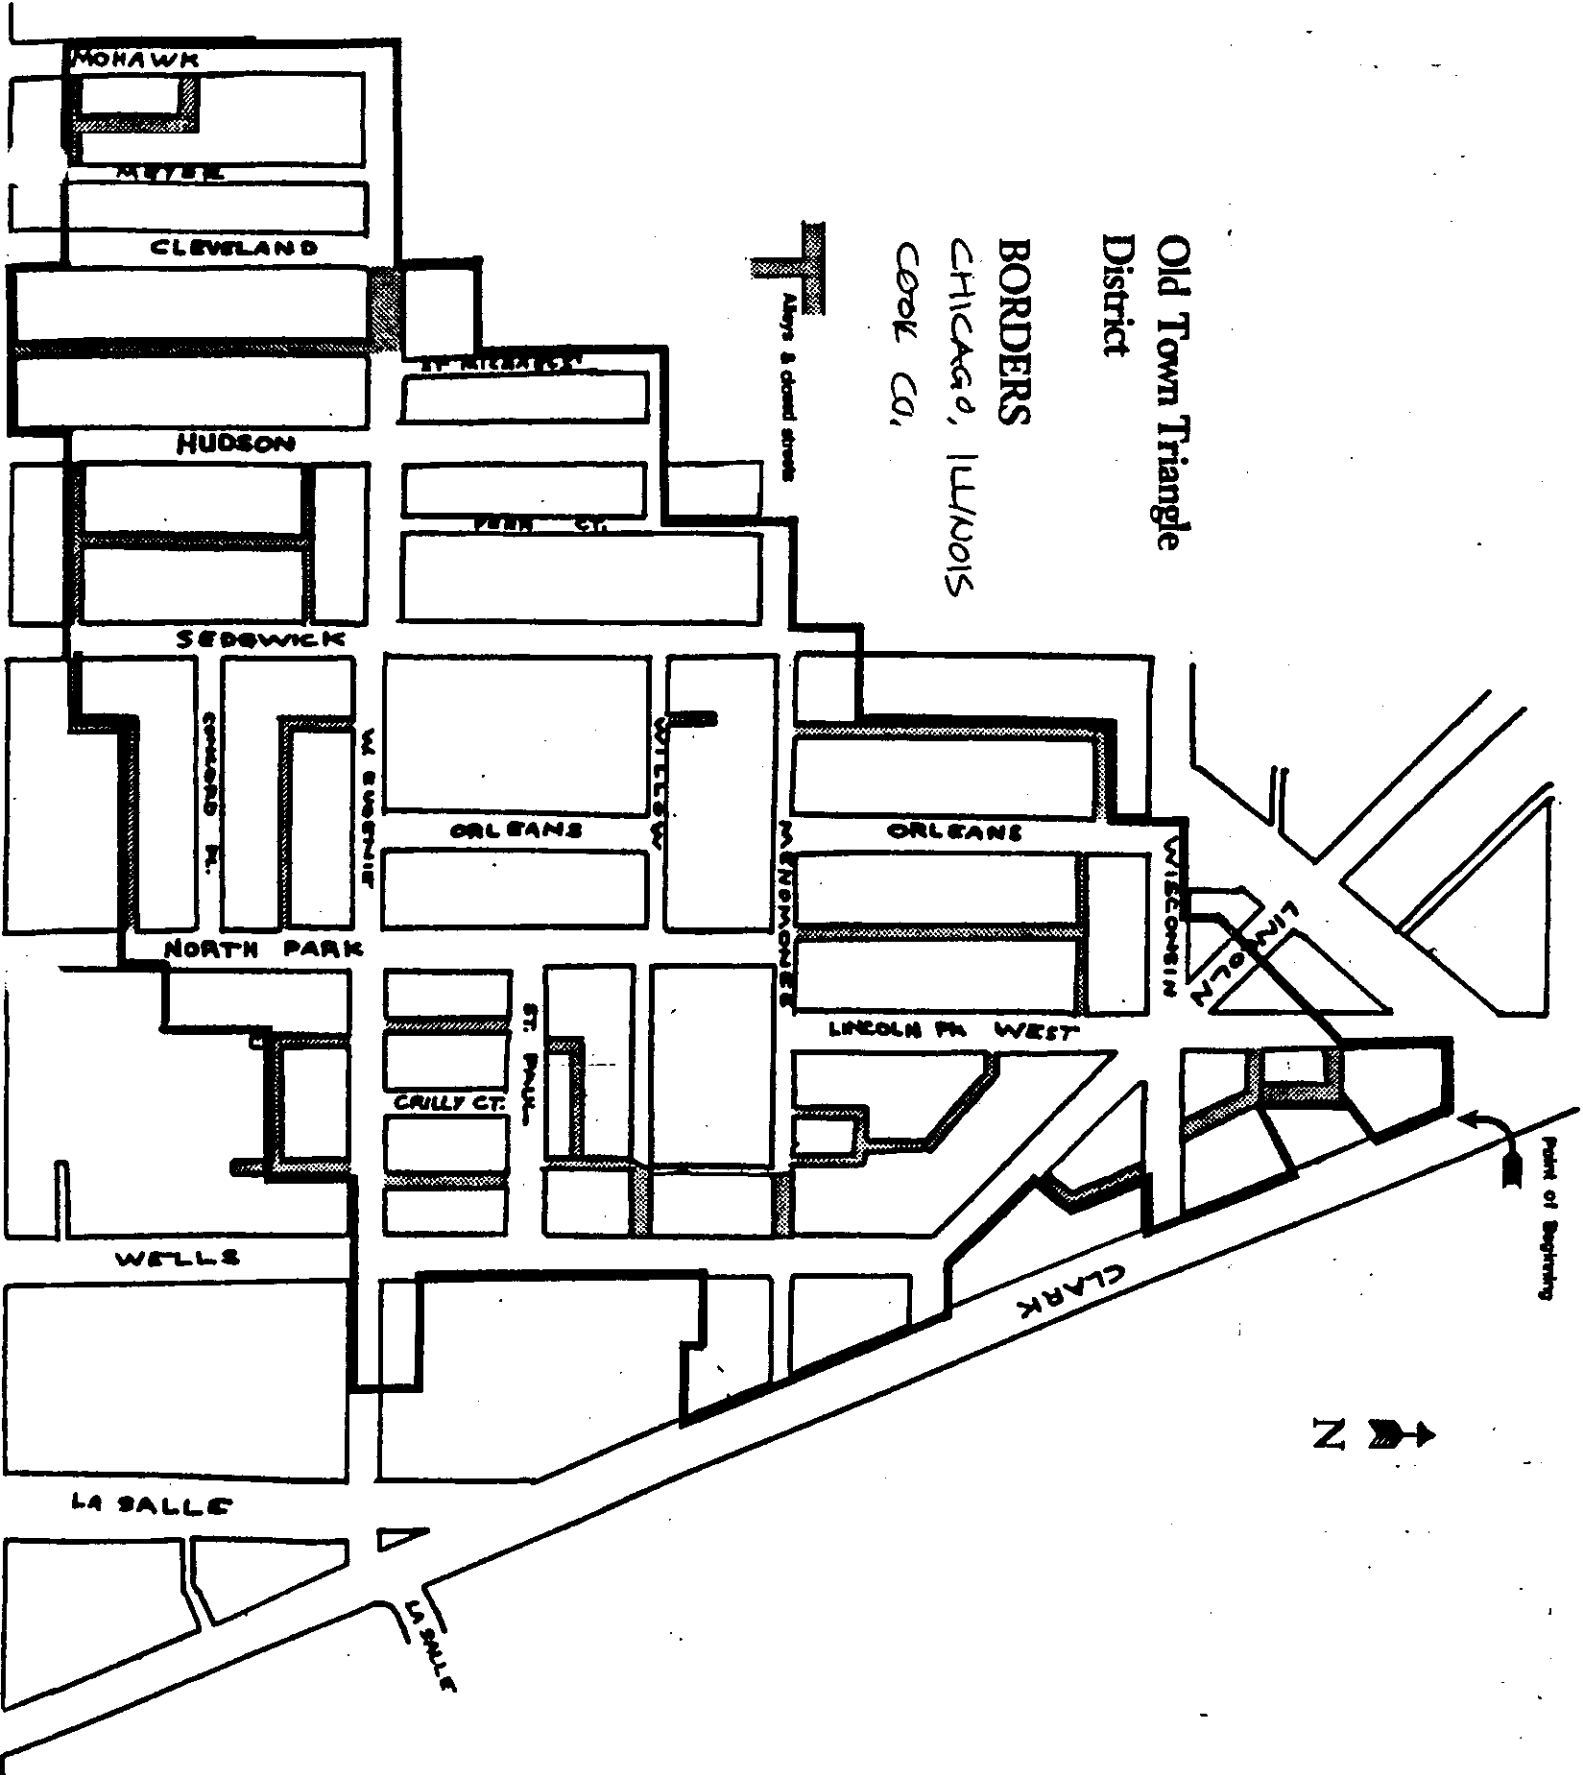 Old Town Triangle
District
BORDERS
CHICAGO, ILLINOIS
COOK CO,
Alleys & closed streets
Point of Beginning
N
MOHAWK
MEYER
CLEVELAND
ST MICHAELS
HUDSON
FERN CT.
SEDGWICK
CONCORD PL.
W EUGENIE
WILLOW
MENOMONEE
WISCONSIN
LINCOLN
ORLEANS
ORLEANS
NORTH PARK
LINCOLN PK WEST
ST. PAUL
CRILLY CT.
WELLS
CLARK
LA SALLE
LA SALLE